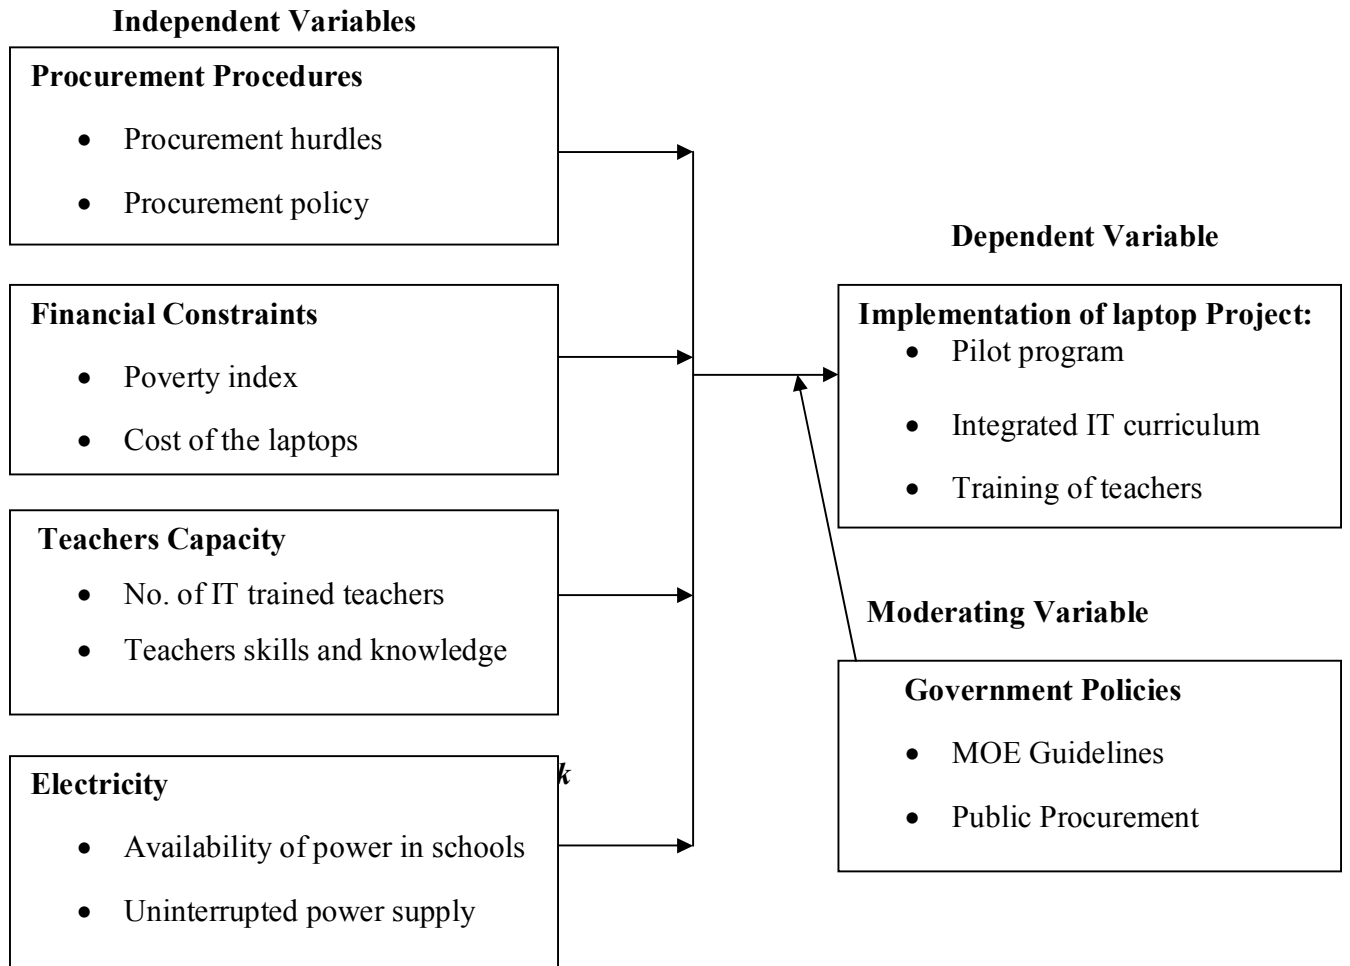 Independent Variables
Procurement Procedures
• Procurement hurdles
• Procurement policy
Financial Constraints
• Poverty index
• Cost of the laptops
Teachers Capacity
• No. of IT trained teachers
• Teachers skills and knowledge
k
Electricity
• Availability of power in schools
• Uninterrupted power supply
Dependent Variable
Implementation of laptop Project:
• Pilot program
• Integrated IT curriculum
• Training of teachers
Moderating Variable
Government Policies
• MOE Guidelines
• Public Procurement